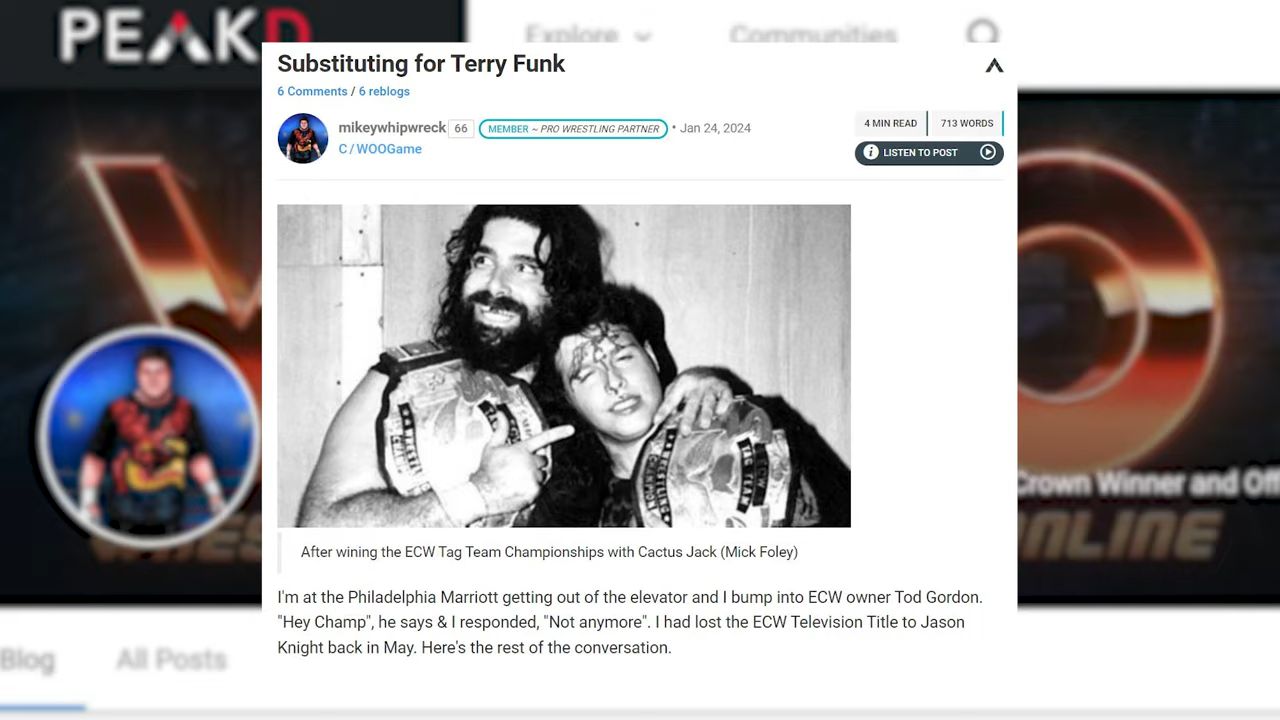 PEAKD
Explore
Communities
Substituting for Terry Funk
6 Comments / 6 reblogs
mikeywhipwreck 66 MEMBER ~ PRO WRESTLING PARTNER • Jan 24, 2024
C / WOOGame
4 MIN READ 713 WORDS
LISTEN TO POST
After wining the ECW Tag Team Championships with Cactus Jack (Mick Foley)
I'm at the Philadelphia Marriott getting out of the elevator and I bump into ECW owner Tod Gordon.
"Hey Champ", he says & I responded, "Not anymore". I had lost the ECW Television Title to Jason
Knight back in May. Here's the rest of the conversation.
Crown Winner and Off
ONLINE
Blog
All Posts